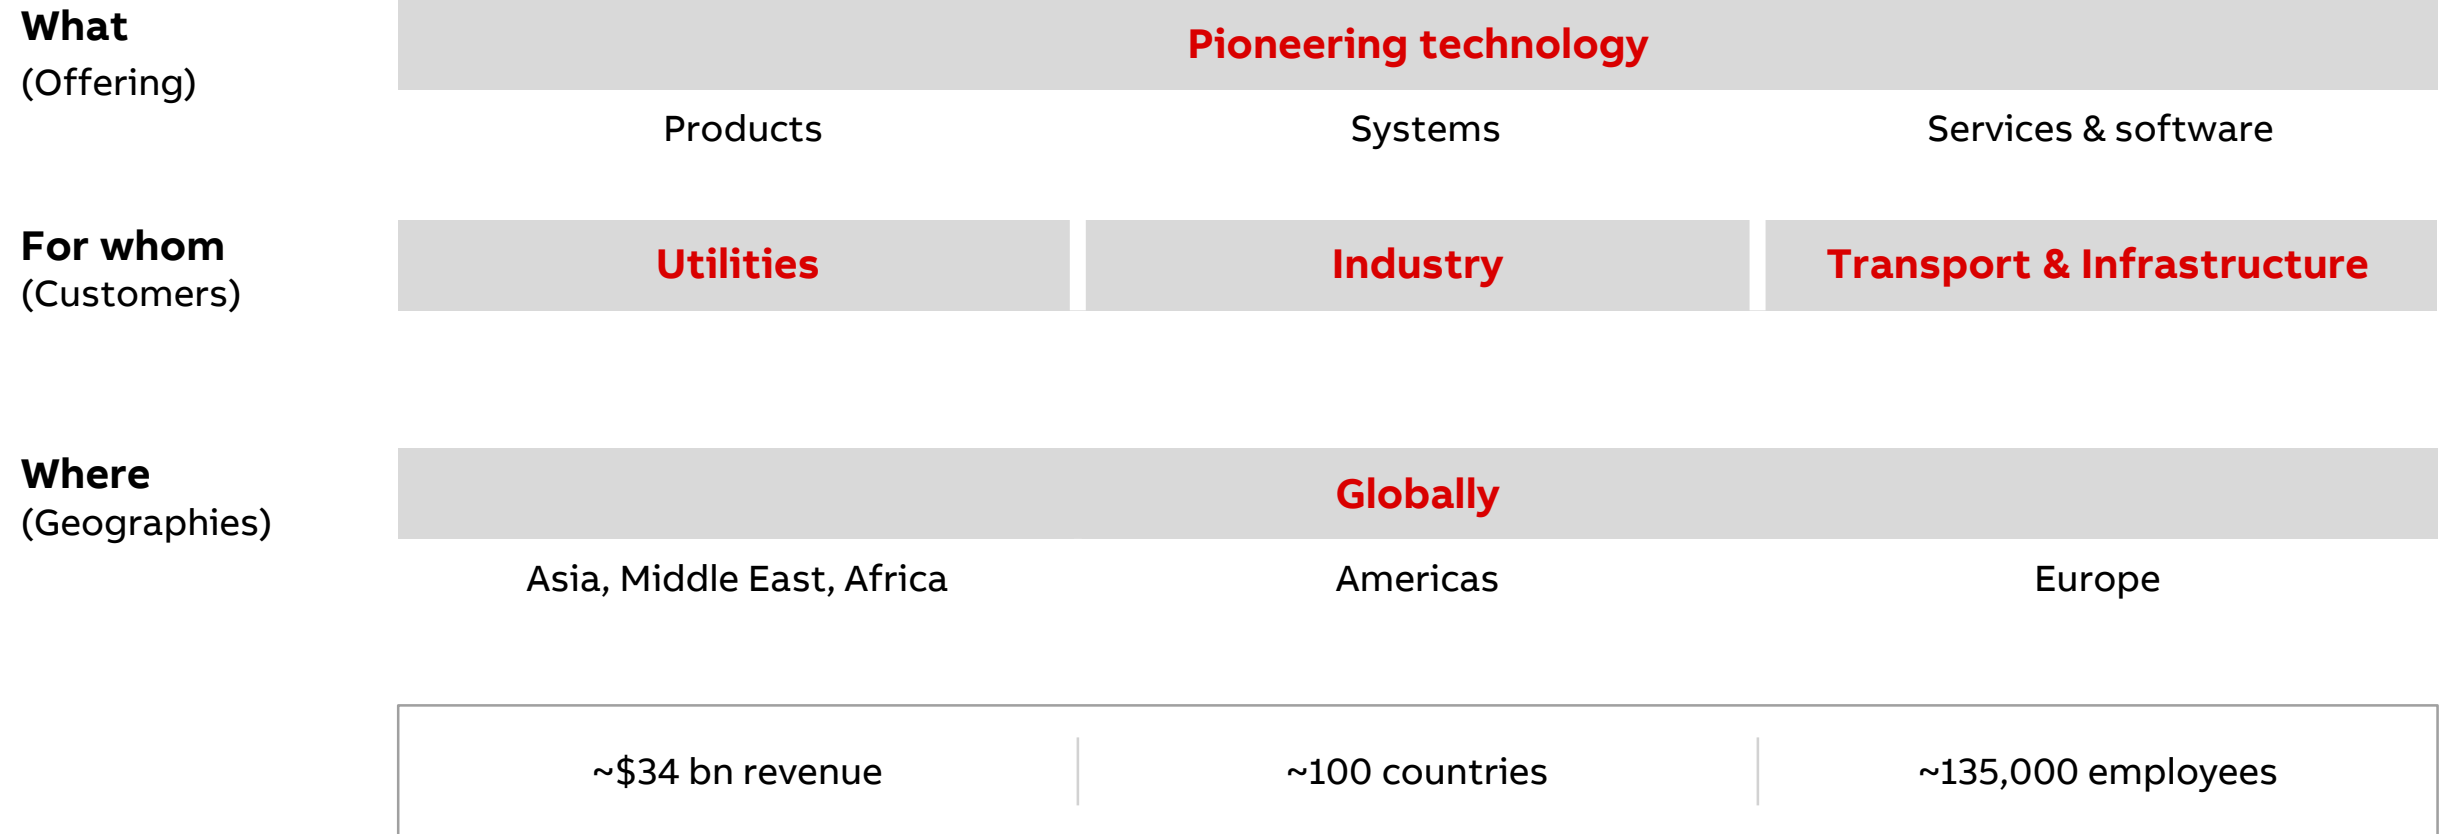 What
(Offering)
Pioneering technology
Products
Systems
Services & software
For whom
(Customers)
Utilities
Industry
Transport & Infrastructure
Where
(Geographies)
Globally
Asia, Middle East, Africa
Americas
Europe
~$34 bn revenue
~100 countries
~135,000 employees